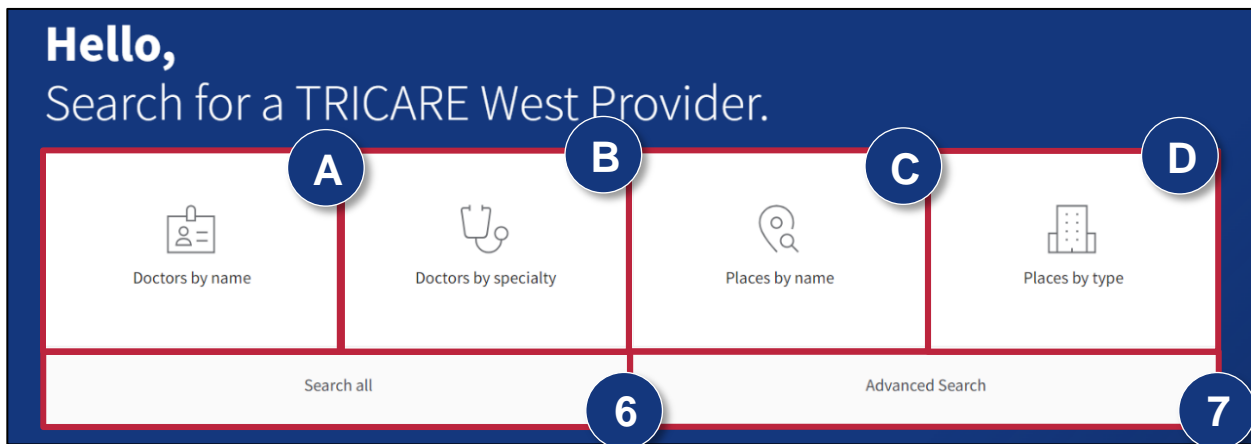 Hello,
Search for a TRICARE West Provider.
A
B
C
D
Doctors by name
Doctors by specialty
Places by name
Places by type
Search all
Advanced Search
6
7